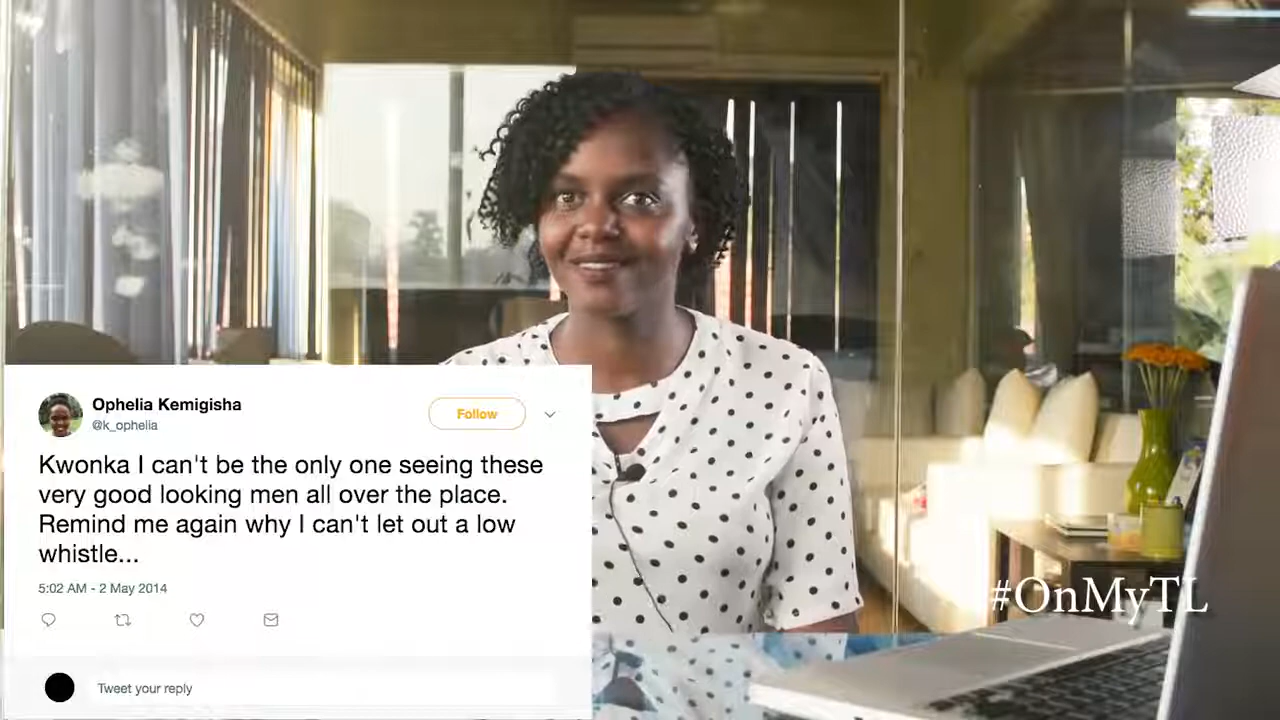 Ophelia Kemigisha
@k_ophelia
Follow
Kwonka I can't be the only one seeing these
very good looking men all over the place.
Remind me again why I can't let out a low
whistle...
5:02 AM - 2 May 2014
Tweet your reply
#OnMyTL